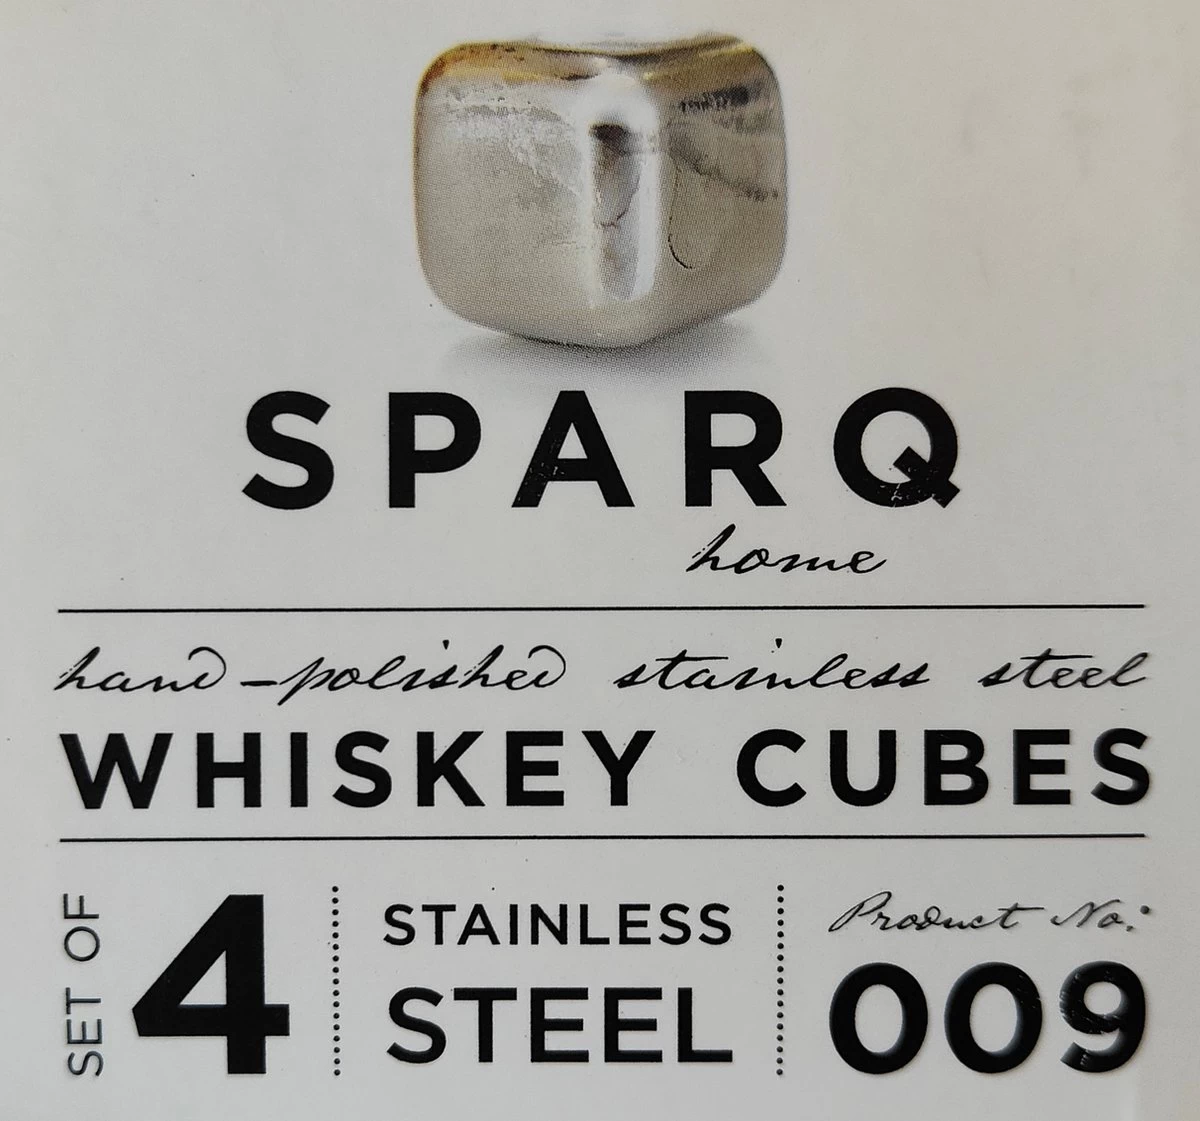 SPARQ
home
hand-polished stainless steel
WHISKEY CUBES
SET OF
4
STAINLESS
STEEL
Product No:
009